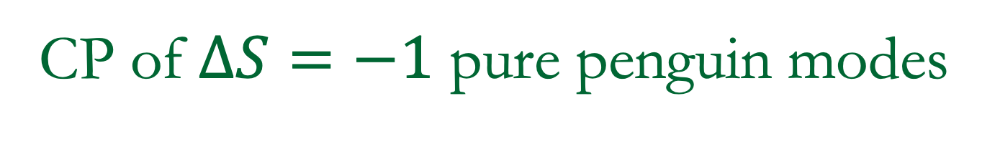 CP of Δ𝑆 = −1 pure penguin modes